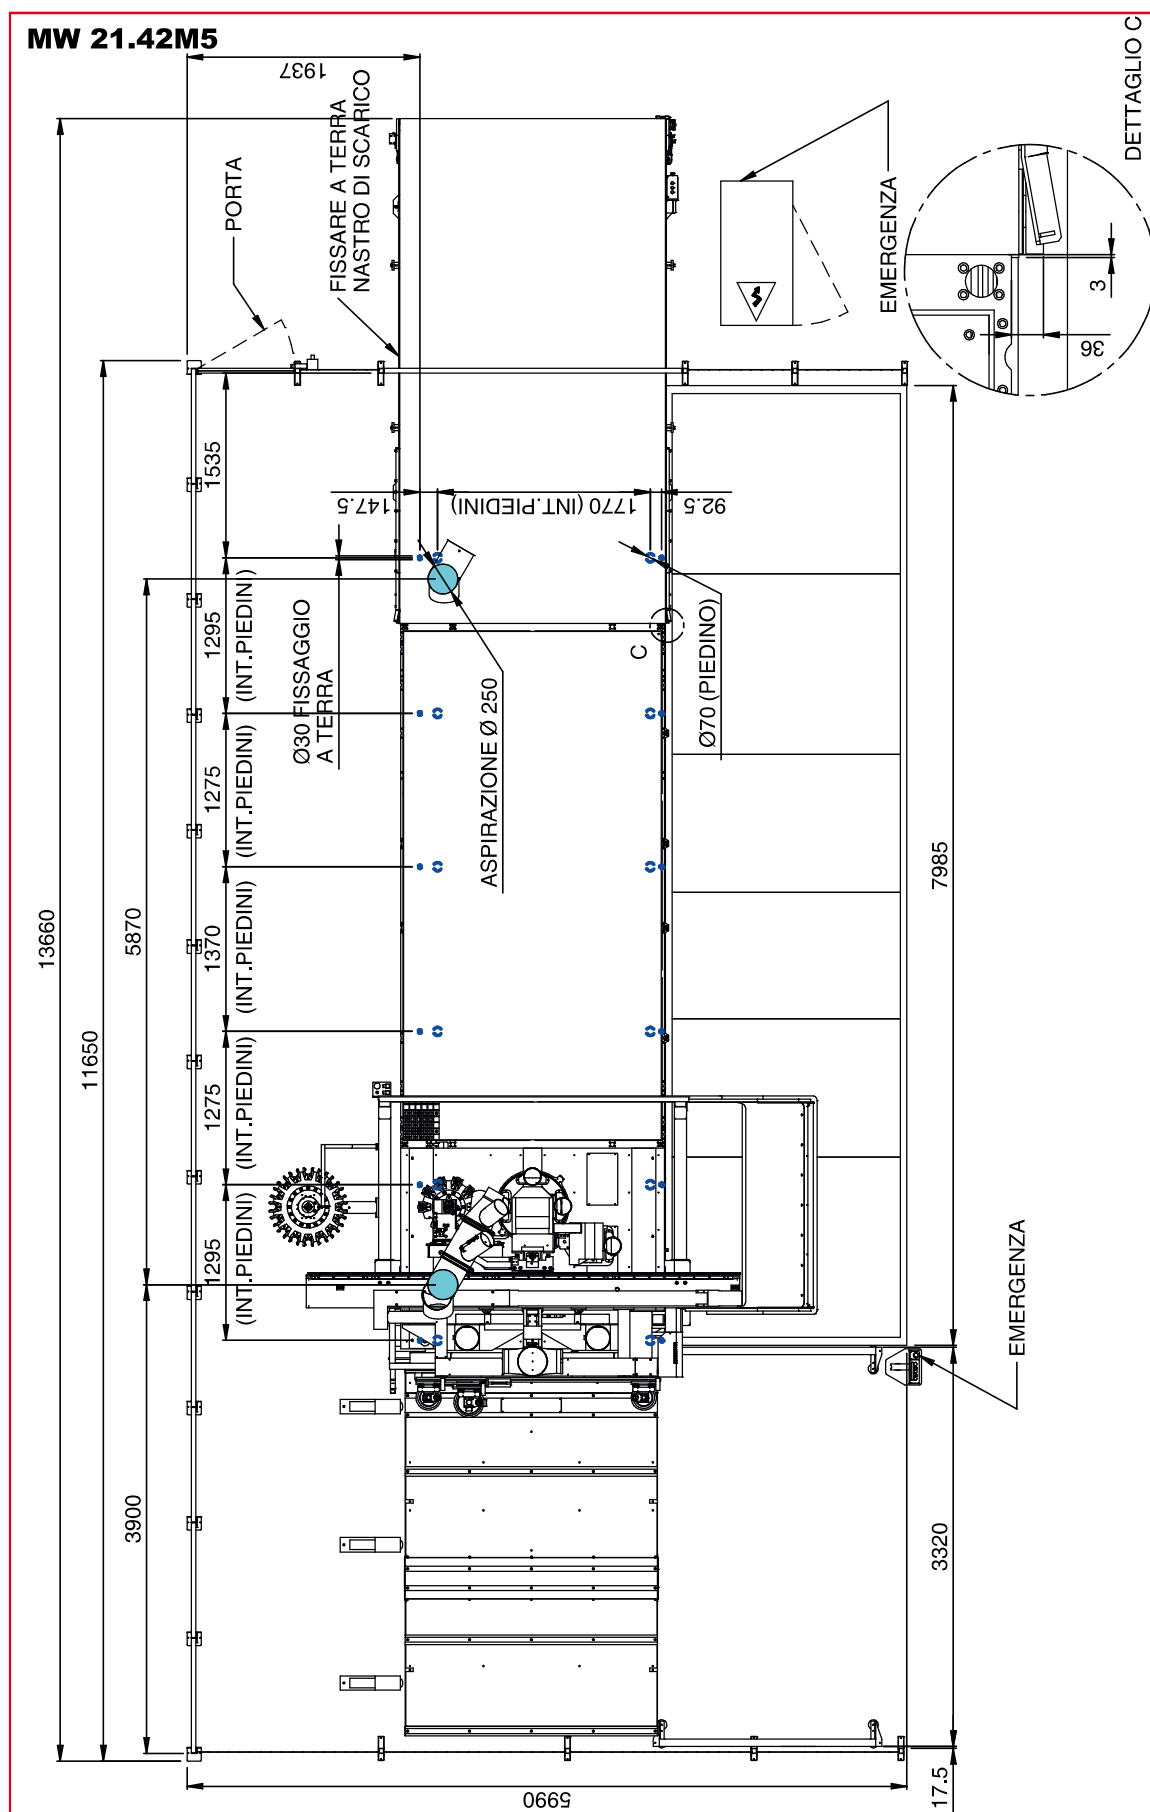 MW 21.42M5
1937
FISSARE A TERRA
NASTRO DI SCARICO
PORTA
DETTAGLIO C
EMERGENZA
3
36
13660
11650
5870
3900
1535
1295
(INT.PIEDIN )
1275
(INT.PIEDINI)
1370
(INT.PIEDINI)
1275
(INT.PIEDINI)
1295
(INT.PIEDINI)
147.5
1770 (INT.PIEDINI)
92.5
Ø30 FISSAGGIO
A TERRA
ASPIRAZIONE Ø 250
C
Ø70 (PIEDINO)
7985
EMERGENZA
3320
17.5
5990